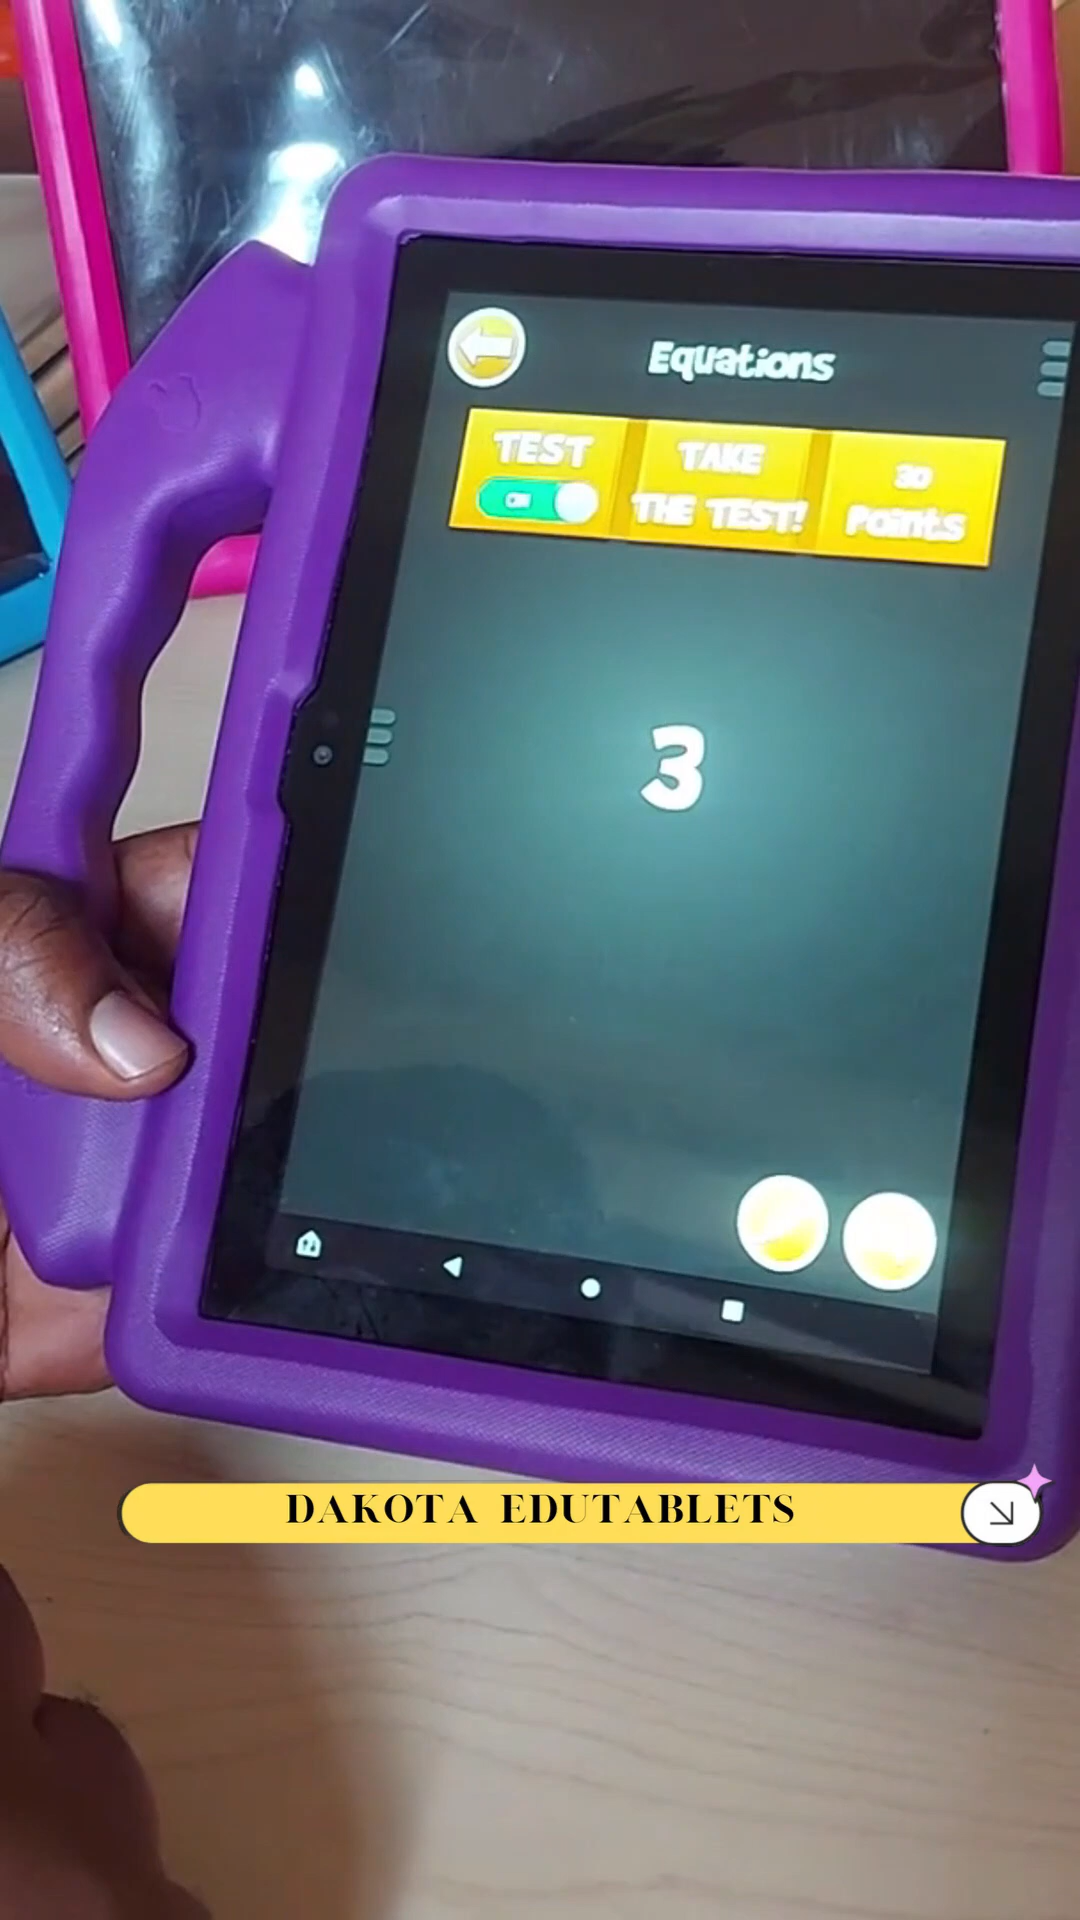 Equations
TEST
ON
TAKE
THE TEST!
30
Points
3
DAKOTA EDUTABLETS